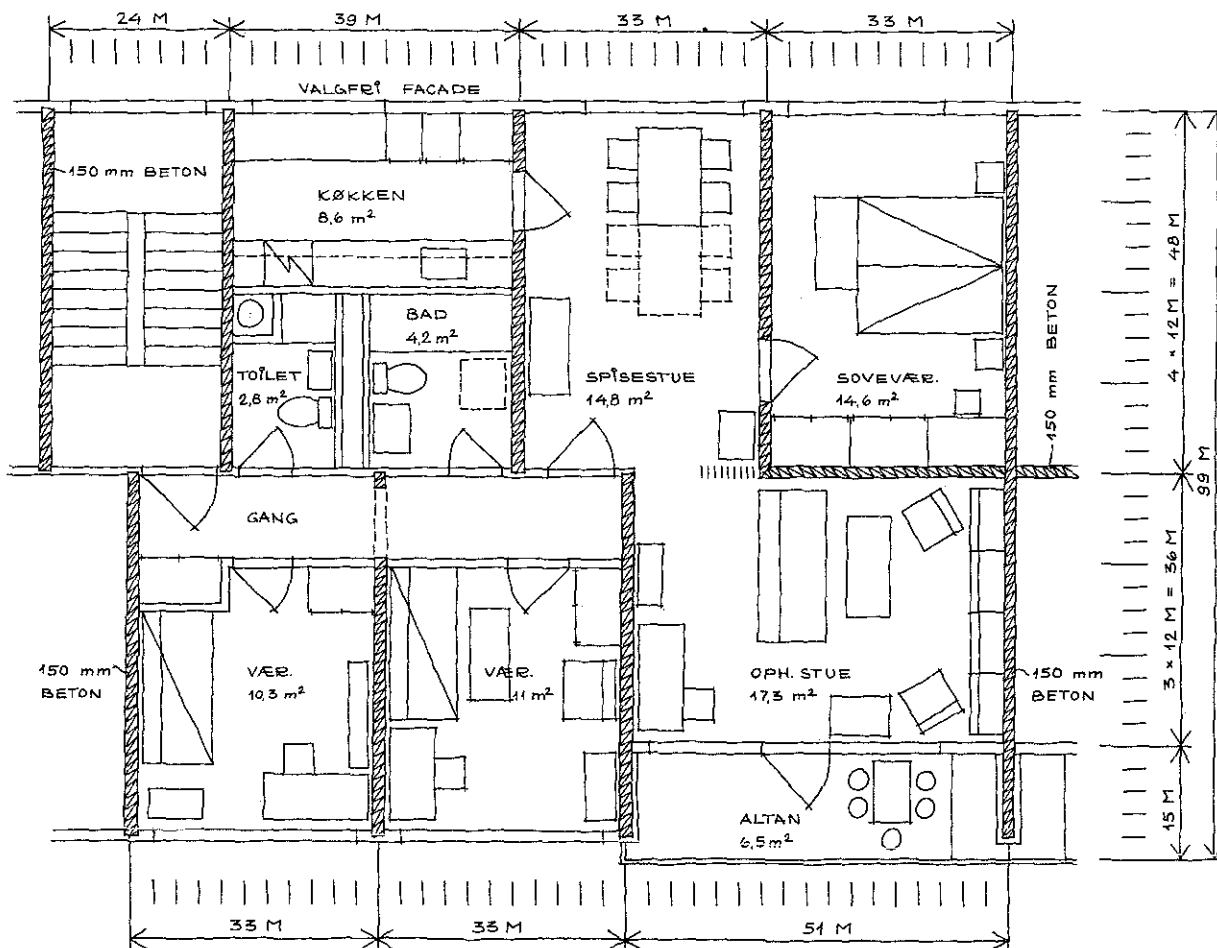 24 M 39 M 33 M 33 M
VALGFRI FACADE
150 mm BETON
KØKKEN
8,6 m²
BAD
4,2 m²
TOILET
2,8 m²
SPISESTUE
14,8 m²
SOVEVÆR.
14,6 m²
150 mm BETON
4 × 12 M = 48 M
99 M
GANG
3 × 12 M = 36 M
150 mm
BETON
VÆR.
10,3 m²
VÆR.
11 m²
OPH. STUE
17,3 m²
150 mm
BETON
ALTAN
6,5 m²
15 M
33 M 33 M 51 M